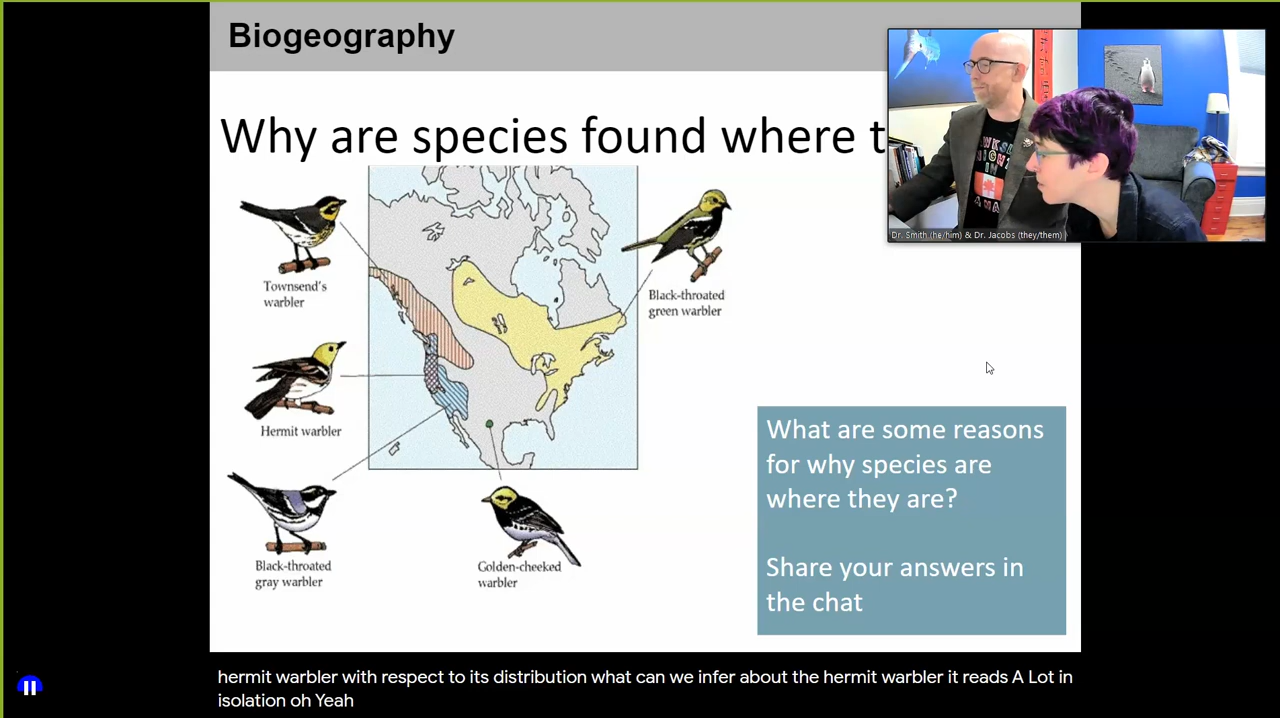 Biogeography
Why are species found where t
Townsend's
warbler
Black-throated
green warbler
Hermit warbler
Black-throated
gray warbler
Golden-cheeked
warbler
What are some reasons
for why species are
where they are?
Share your answers in
the chat
Dr. Smith (he/him) & Dr. Jacobs (they/them)
hermit warbler with respect to its distribution what can we infer about the hermit warbler it reads A Lot in
isolation oh Yeah